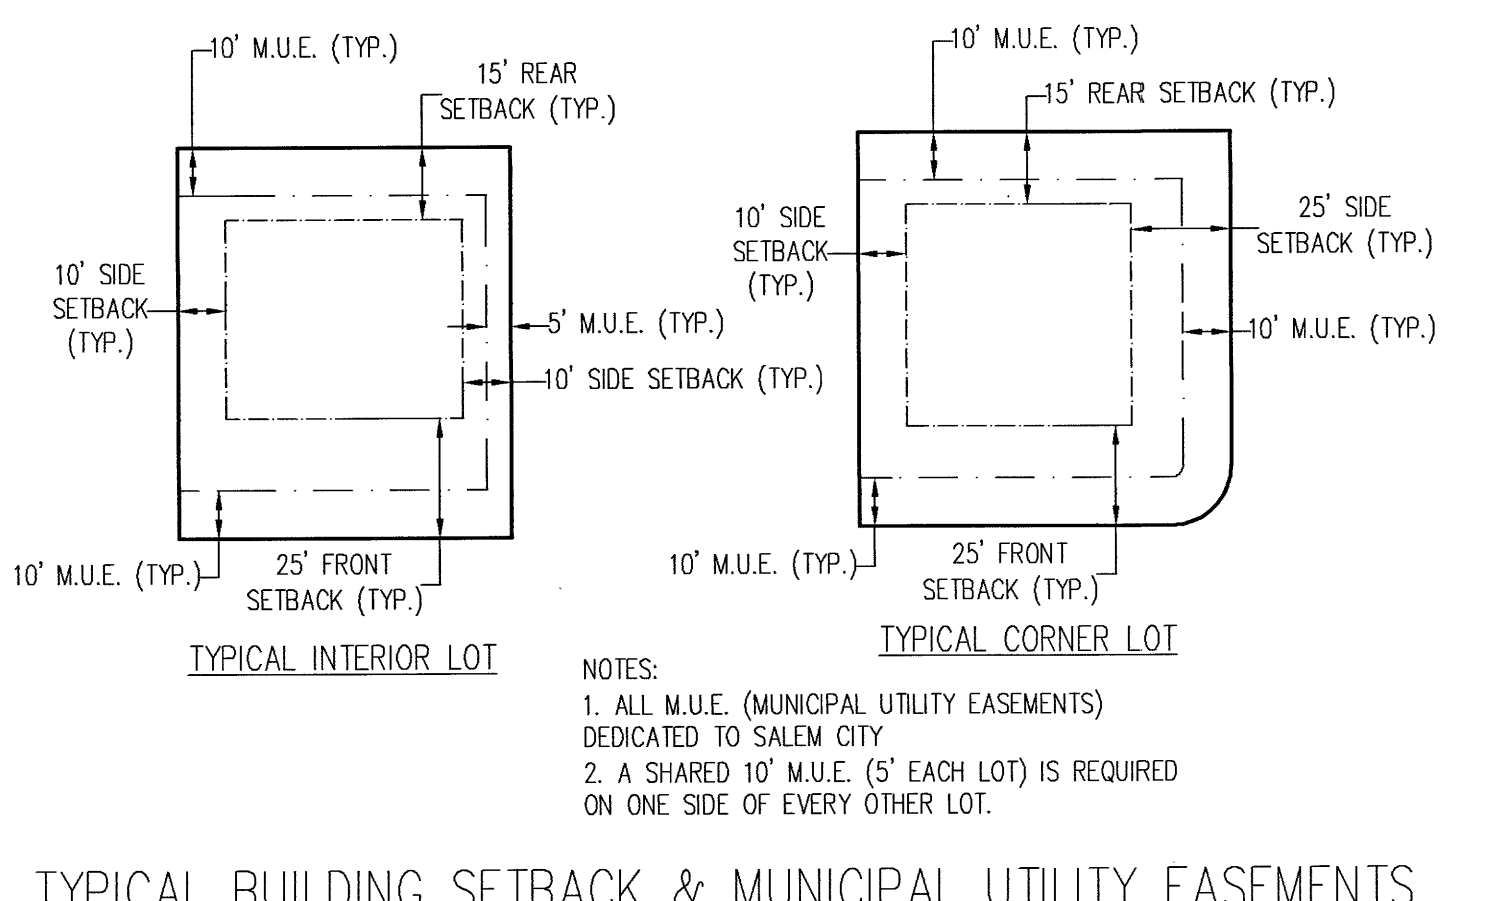 10' M.U.E. (TYP.)
15' REAR
SETBACK (TYP.)
10' SIDE
SETBACK
(TYP.)
5' M.U.E. (TYP.)
10' SIDE SETBACK (TYP.)
10' M.U.E. (TYP.)
25' FRONT
SETBACK (TYP.)
TYPICAL INTERIOR LOT
10' M.U.E. (TYP.)
15' REAR SETBACK (TYP.)
10' SIDE
SETBACK
(TYP.)
25' SIDE
SETBACK (TYP.)
10' M.U.E. (TYP.)
10' M.U.E. (TYP.)
25' FRONT
SETBACK (TYP.)
TYPICAL CORNER LOT
NOTES:
1. ALL M.U.E. (MUNICIPAL UTILITY EASEMENTS)
DEDICATED TO SALEM CITY
2. A SHARED 10' M.U.E. (5' EACH LOT) IS REQUIRED
ON ONE SIDE OF EVERY OTHER LOT.
TYPICAL BUILDING SETBACK & MUNICIPAL UTILITY EASEMENTS